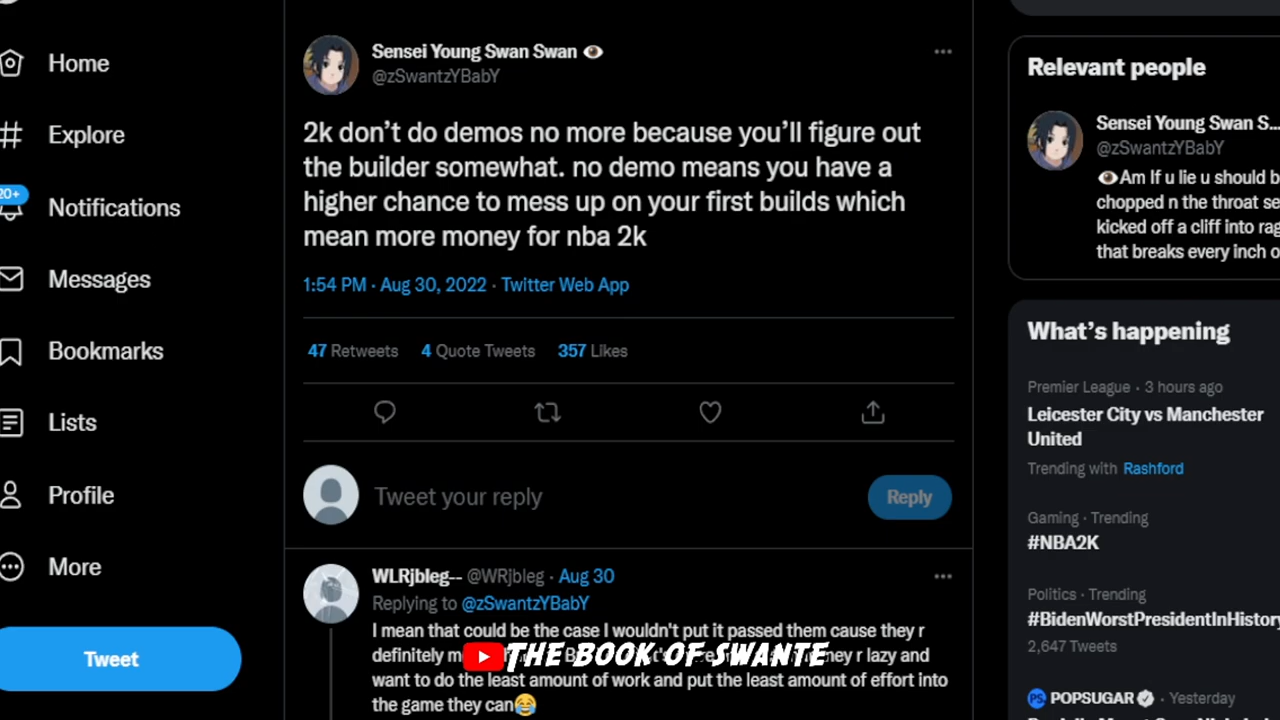 Home
Explore
20+
Notifications
Messages
Bookmarks
Lists
Profile
More
Tweet
Sensei Young Swan Swan 👁
@zSwantzYBabY
2k don't do demos no more because you'll figure out
the builder somewhat. no demo means you have a
higher chance to mess up on your first builds which
mean more money for nba 2k
1:54 PM · Aug 30, 2022 · Twitter Web App
47 Retweets 4 Quote Tweets 357 Likes
Tweet your reply
Reply
WLRjbleg-- @WRjbleg · Aug 30
Replying to @zSwantzYBabY
I mean that could be the case I wouldn't put it passed them cause they r
definitely lazy and
want to do the least amount of work and put the least amount of effort into
the game they can😂
THE BOOK OF SWANTE
Relevant people
Sensei Young Swan S...
@zSwantzYBabY
👁Am If u lie u should b
chopped n the throat se
kicked off a cliff into rag
that breaks every inch o
What's happening
Premier League · 3 hours ago
Leicester City vs Manchester
United
Trending with Rashford
Gaming · Trending
#NBA2K
Politics · Trending
#BidenWorstPresidentInHistory
2,647 Tweets
POPSUGAR · Yesterday